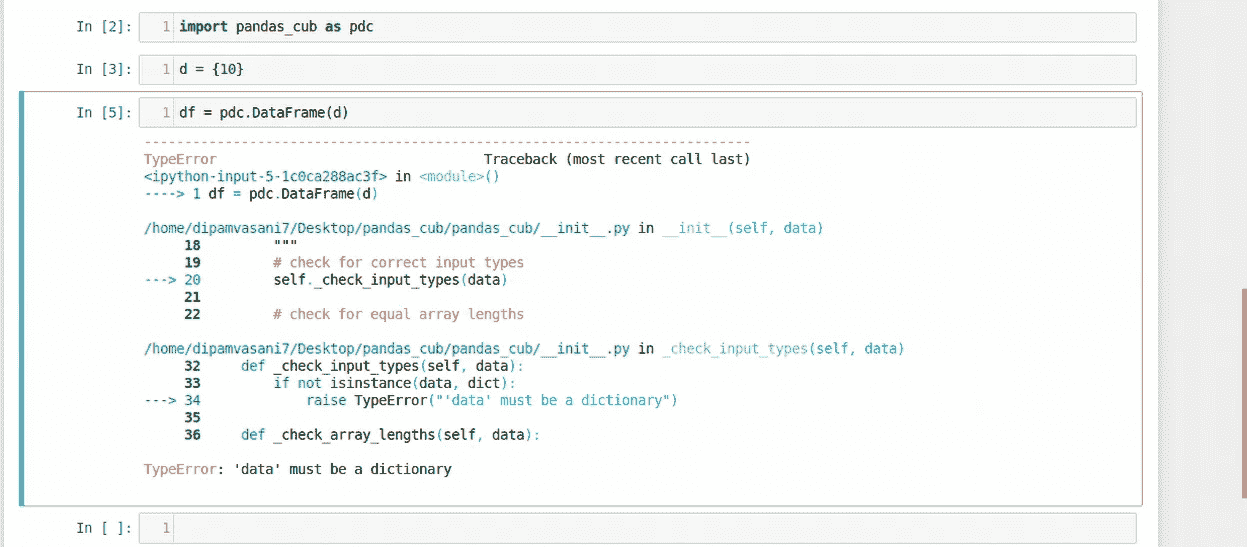 In [2]: 1 import pandas_cub as pdc
In [3]: 1 d = {10}
In [5]: 1 df = pdc.DataFrame(d)
---------------------------------------------------------------------------
TypeError                                 Traceback (most recent call last)
<ipython-input-5-1c0ca288ac3f> in <module>()
----> 1 df = pdc.DataFrame(d)
/home/dipamvasani7/Desktop/pandas_cub/pandas_cub/__init__.py in __init__(self, data)
     18         """
     19         # check for correct input types
---> 20         self._check_input_types(data)
     21
     22         # check for equal array lengths
/home/dipamvasani7/Desktop/pandas_cub/pandas_cub/__init__.py in _check_input_types(self, data)
     32     def _check_input_types(self, data):
     33         if not isinstance(data, dict):
---> 34             raise TypeError("'data' must be a dictionary")
     35
     36     def _check_array_lengths(self, data):
TypeError: 'data' must be a dictionary
In [ ]: 1